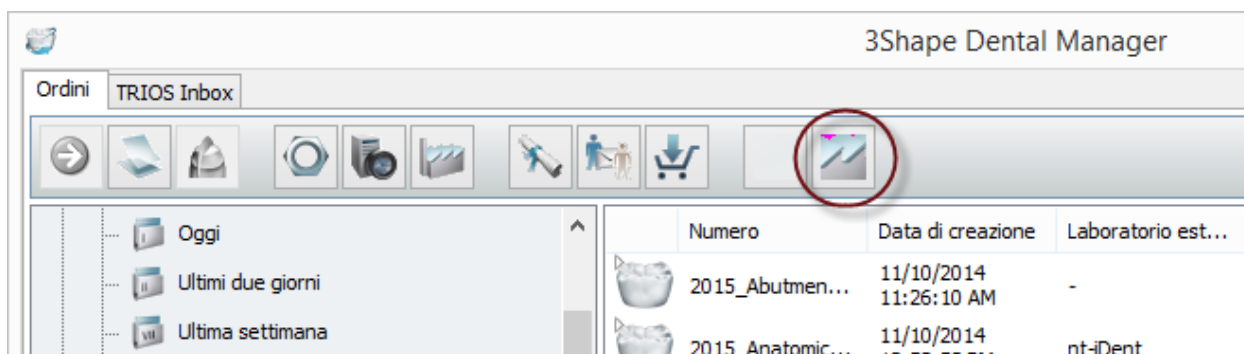 3Shape Dental Manager
Ordini TRIOS Inbox
Oggi
Ultimi due giorni
Ultima settimana
Numero Data di creazione Laboratorio est...
2015_Abutmen... 11/10/2014 -
11:26:10 AM
2015_Anatomic... 11/10/2014 nt-iDent